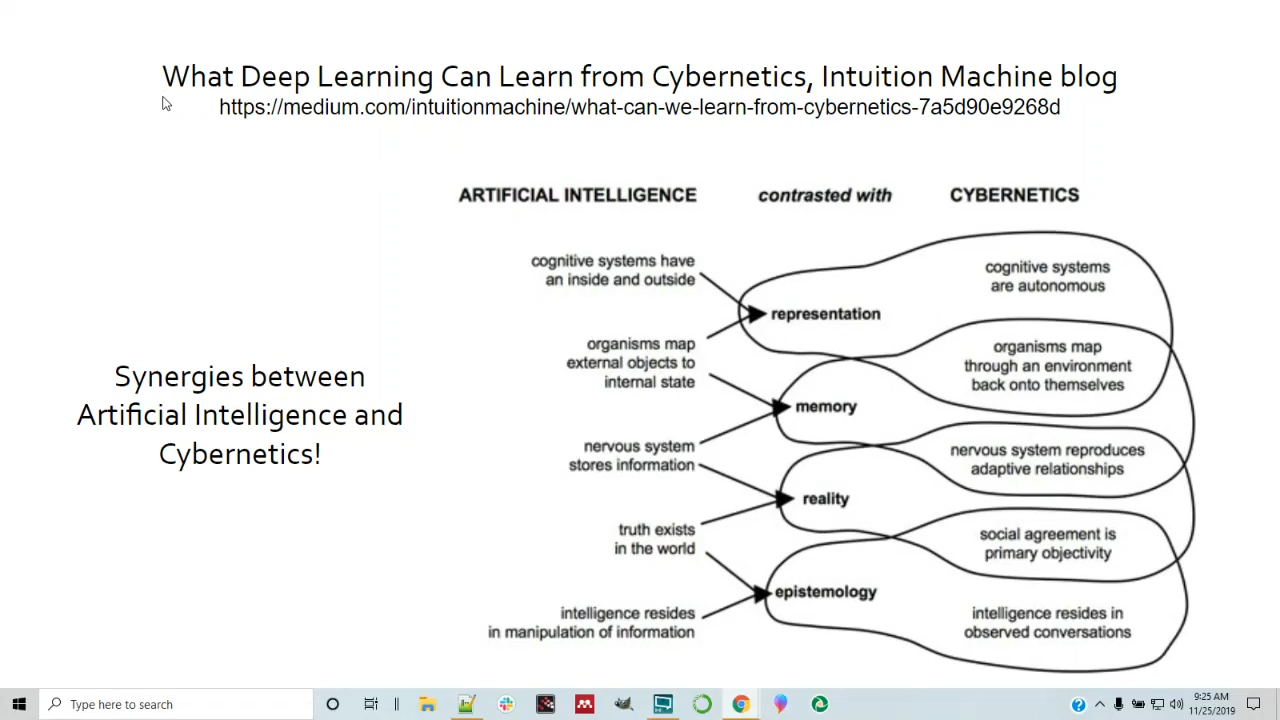 What Deep Learning Can Learn from Cybernetics, Intuition Machine blog
https://medium.com/intuitionmachine/what-can-we-learn-from-cybernetics-7a5d90e9268d
ARTIFICIAL INTELLIGENCE contrasted with CYBERNETICS
cognitive systems have
an inside and outside
cognitive systems
are autonomous
representation
organisms map
external objects to
internal state
organisms map
through an environment
back onto themselves
Synergies between
Artificial Intelligence and
Cybernetics!
memory
nervous system
stores information
nervous system reproduces
adaptive relationships
reality
truth exists
in the world
social agreement is
primary objectivity
epistemology
intelligence resides
in manipulation of information
intelligence resides in
observed conversations
Type here to search
9:25 AM
11/25/2019